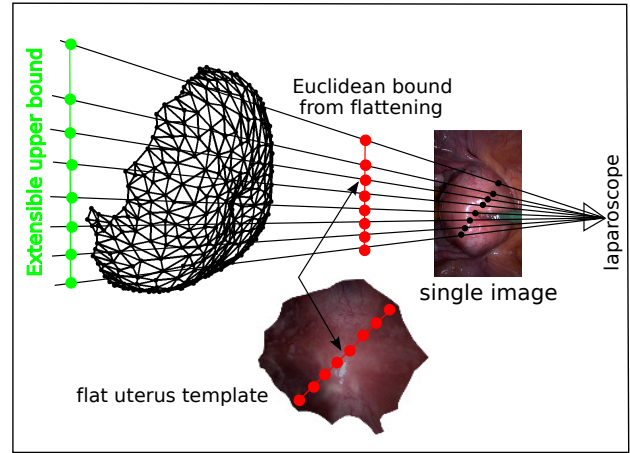 Extensible upper bound
Euclidean bound
from flattening
single image
laparoscope
flat uterus template